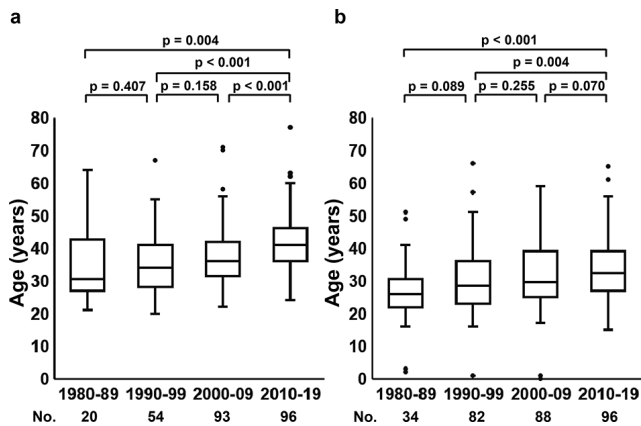 a
p = 0.004
p < 0.001
p = 0.407 p = 0.158 p < 0.001
80
70
60
50
40
30
20
10
0
Age (years)
1980-89 1990-99 2000-09 2010-19
No. 20 54 93 96
b
p < 0.001
p = 0.004
p = 0.089 p = 0.255 p = 0.070
80
70
60
50
40
30
20
10
0
Age (years)
1980-89 1990-99 2000-09 2010-19
No. 34 82 88 96